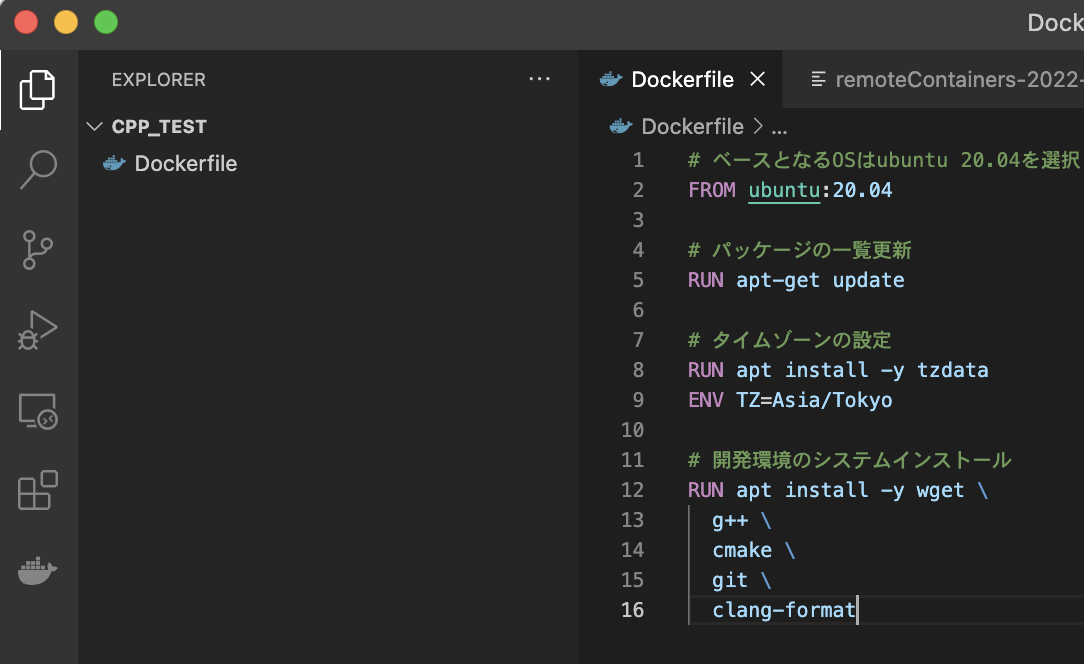 Dock
EXPLORER
CPP_TEST
Dockerfile
Dockerfile
remoteContainers-2022-
Dockerfile > ...
1 # ベースとなるOSはubuntu 20.04を選択
2 FROM ubuntu:20.04
3
4 # パッケージの一覧更新
5 RUN apt-get update
6
7 # タイムゾーンの設定
8 RUN apt install -y tzdata
9 ENV TZ=Asia/Tokyo
10
11 # 開発環境のシステムインストール
12 RUN apt install -y wget \
13 g++ \
14 cmake \
15 git \
16 clang-format